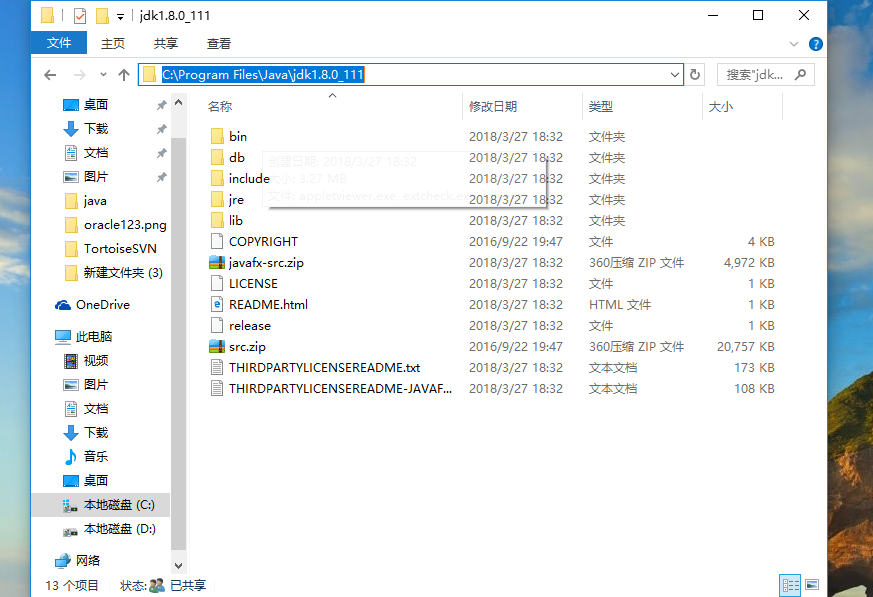 jdk1.8.0_111
文件 主页 共享 查看
C:\Program Files\Java\jdk1.8.0_111 搜索"jdk...
名称 修改日期 类型 大小
桌面
下载
文档
图片
java
oracle123.png
TortoiseSVN
新建文件夹 (3)
OneDrive
此电脑
视频
图片
文档
下载
音乐
桌面
本地磁盘 (C:)
本地磁盘 (D:)
网络
bin 2018/3/27 18:32 文件夹
db 2018/3/27 18:32 文件夹
include 2018/3/27 18:32 文件夹
jre 2018/3/27 18:32 文件夹
lib 2018/3/27 18:32 文件夹
COPYRIGHT 2016/9/22 19:47 文件 4 KB
javafx-src.zip 2018/3/27 18:32 360压缩 ZIP 文件 4,972 KB
LICENSE 2018/3/27 18:32 文件 1 KB
README.html 2018/3/27 18:32 HTML 文件 1 KB
release 2018/3/27 18:32 文件 1 KB
src.zip 2016/9/22 19:47 360压缩 ZIP 文件 20,757 KB
THIRDPARTYLICENSEREADME.txt 2018/3/27 18:32 文本文档 173 KB
THIRDPARTYLICENSEREADME-JAVAF... 2018/3/27 18:32 文本文档 108 KB
创建日期: 2018/3/27 18:32
大小: 3.27 MB
文件: appletviewer.exe, extcheck.ex
13 个项目 状态: 已共享